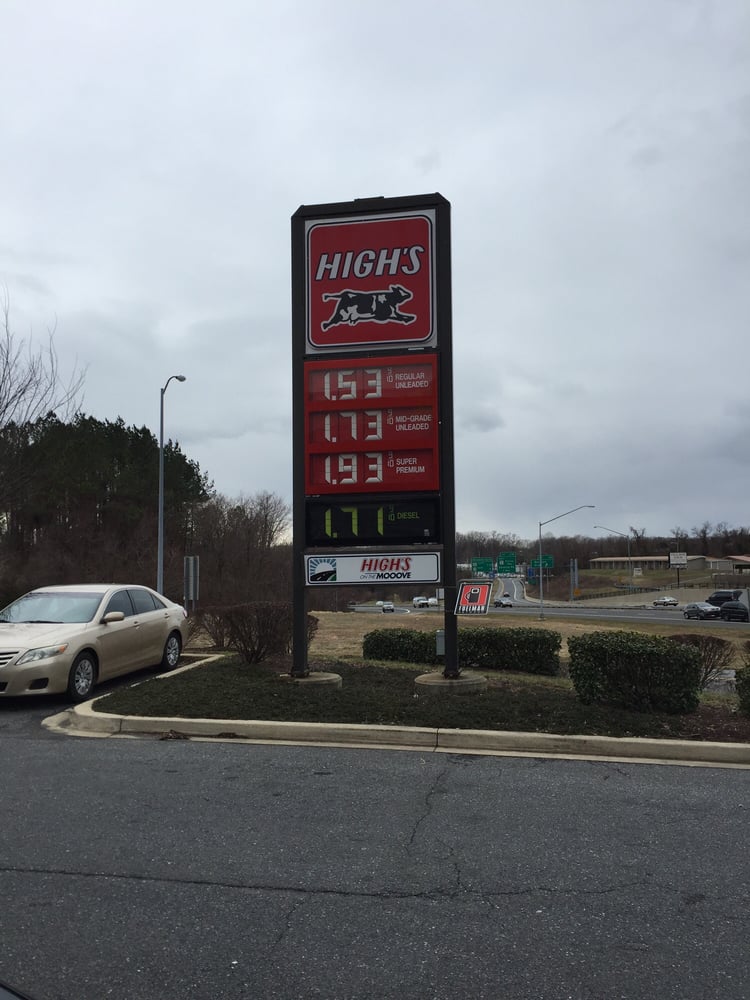 HIGH'S
1.53 9/10 REGULAR
UNLEADED
1.73 9/10 MID-GRADE
UNLEADED
1.93 9/10 SUPER
PREMIUM
1.71 9/10 DIESEL
HIGH'S
ON THE MOOOVE